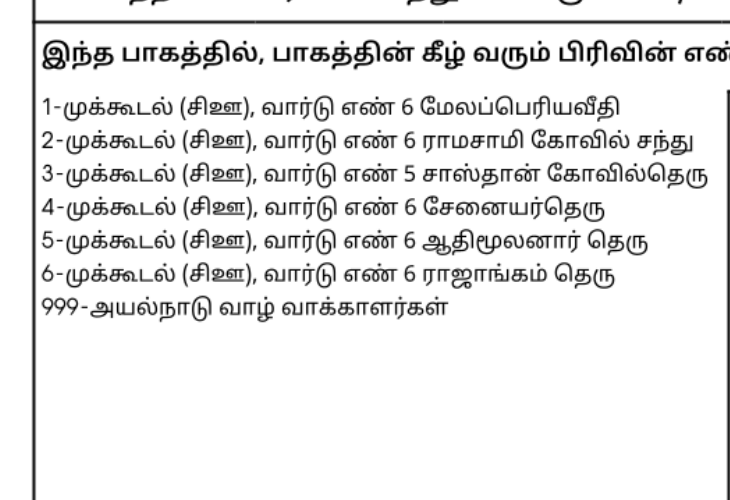 இந்த பாகத்தில், பாகத்தின் கீழ் வரும் பிரிவின்
1-முக்கூடல் (சிஊ), வார்டு எண் 6 மேலப்பெரியவீதி
2-முக்கூடல் (சிஊ), வார்டு எண் 6 ராமசாமி கோவில் சந்து
3-முக்கூடல் (சிஊ), வார்டு எண் 5 சாஸ்தான் கோவில்தெரு
4-முக்கூடல் (சிஊ), வார்டு எண் 6 சேனையர்தெரு
5-முக்கூடல் (சிஊ), வார்டு எண் 6 ஆதிமூலனார் தெரு
6-முக்கூடல் (சிஊ), வார்டு எண் 6 ராஜாங்கம் தெரு
999-அயல்நாடு வாழ் வாக்காளர்கள்